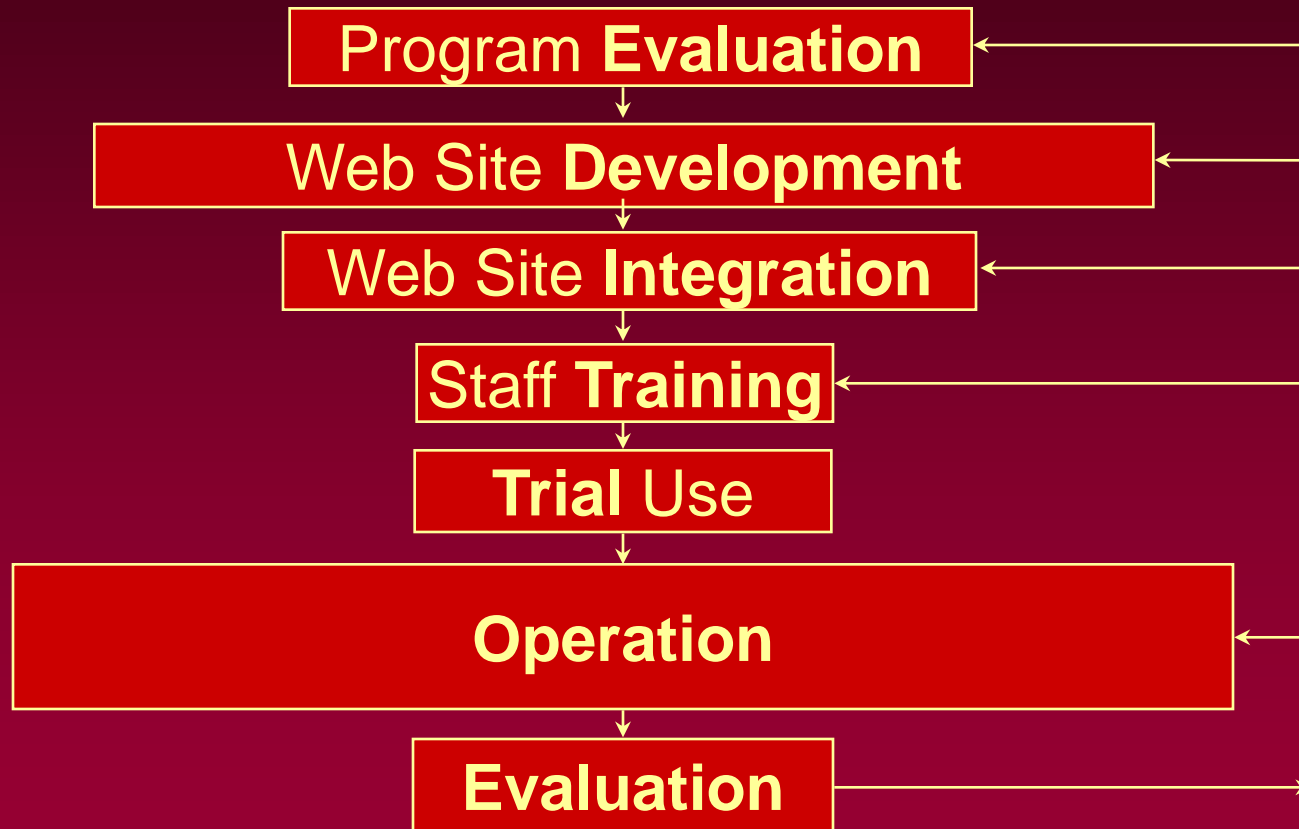 Program Evaluation
Web Site Development
Web Site Integration
Staff Training
Trial Use
Operation
Evaluation